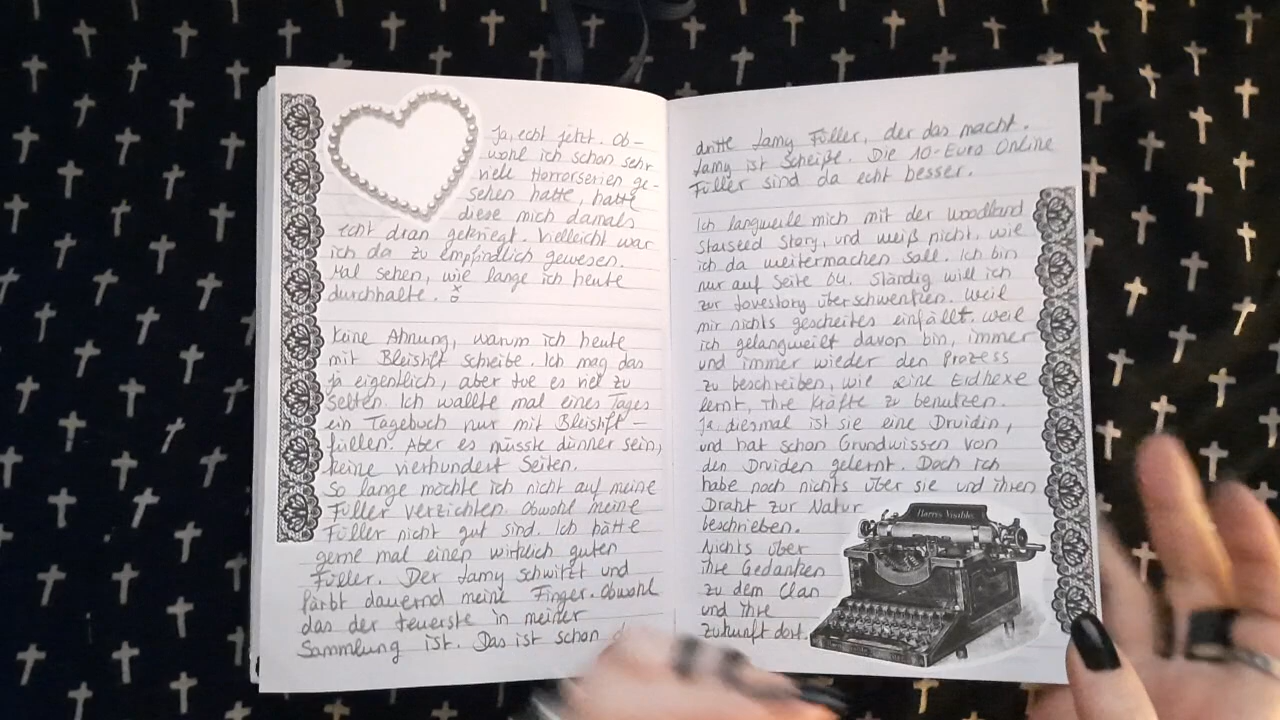 Ja, echt jetzt. Ob-
wohl ich schon sehr
viele Horrorserien ge-
sehen hatte, hatte
diese mich damals
echt dran gekriegt. Vielleicht war
ich da zu empfindlich gewesen.
Mal sehen, wie lange ich heute
durchhalte.
Keine Ahnung, warum ich heute
mit Bleistift schreibe. Ich mag das
ja eigentlich, aber tue es viel zu
selten. Ich wollte mal eines Tages
ein Tagebuch nur mit Bleistift
füllen. Aber es müsste dünner sein,
keine vierhundert Seiten.
So lange möchte ich nicht auf meine
Füller verzichten. Obwohl meine
Füller nicht gut sind. Ich hätte
gerne mal einen wirklich guten
Füller. Der Lamy schwitzt und
färbt dauernd meine Finger. Obwohl
das der teuerste in meiner
Sammlung ist. Das ist schon
dritte Lamy Füller, der das macht.
Lamy ist Scheiße. Die 10-Euro Online
Füller sind da echt besser.
Ich langweile mich mit der Woodland
Starseed Story, und weiß nicht, wie
ich da weitermachen soll. Ich bin
nur auf Seite 64. Ständig will ich
zur Lovestory überschwenken. Weil
mir nichts gescheites einfällt. Weil
ich gelangweilt davon bin, immer
und immer wieder den Prozess
zu beschreiben, wie eine Erdhexe
lernt, ihre Kräfte zu benutzen.
Ja, diesmal ist sie eine Druidin,
und hat schon Grundwissen von
den Druiden gelernt. Doch ich
habe noch nichts über sie und ihren
Draht zur Natur
beschrieben.
Nichts über
ihre Gedanken
zu dem Clan
und ihre
Zukunft dort.
Harris Visible